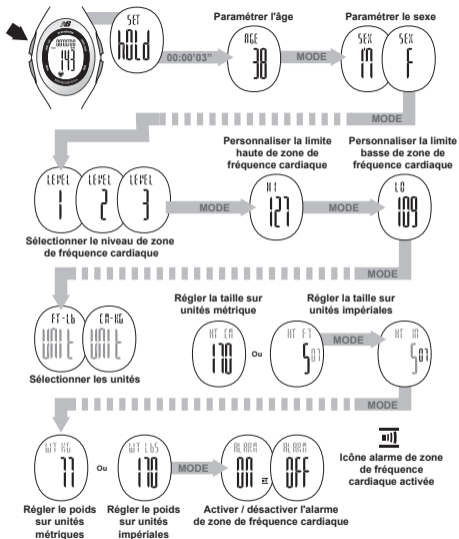 Paramétrer l'âge
Paramétrer le sexe
NB
143
SET
hOLd
00:00'03"
AGE
38
MODE
SEX
M
SEX
F
MODE
Personnaliser la limite
haute de zone de
fréquence cardiaque
Personnaliser la limite
basse de zone de
fréquence cardiaque
LEVEL
1
LEVEL
2
LEVEL
3
MODE
HI
127
MODE
LO
109
Sélectionner le niveau de zone
de fréquence cardiaque
MODE
FT-Lb
UNIt
CM-KG
UNIt
Sélectionner les unités
Régler la taille sur
unités métrique
Régler la taille sur
unités impériales
HT CM
170
Ou
HT FT
5 07
MODE
HT IN
5 07
MODE
WT KG
77
Ou
WT LBS
170
MODE
ALARM
ON
ALARM
OFF
Icône alarme de zone
de fréquence
cardiaque activée
Régler le poids
sur unités
métriques
Régler le poids
sur unités
impériales
Activer / désactiver l'alarme
de zone de fréquence cardiaque